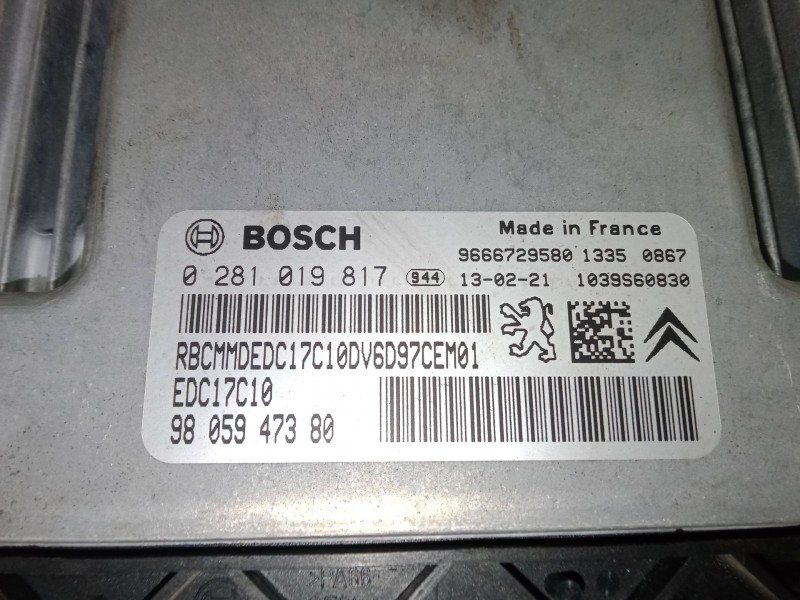 BOSCH
Made in France
9666729580 1335 0867
0 281 019 817 944 13-02-21 1039S60830
RBCMMDEDC17C10DV6D97CEM01
EDC17C10
98 059 473 80